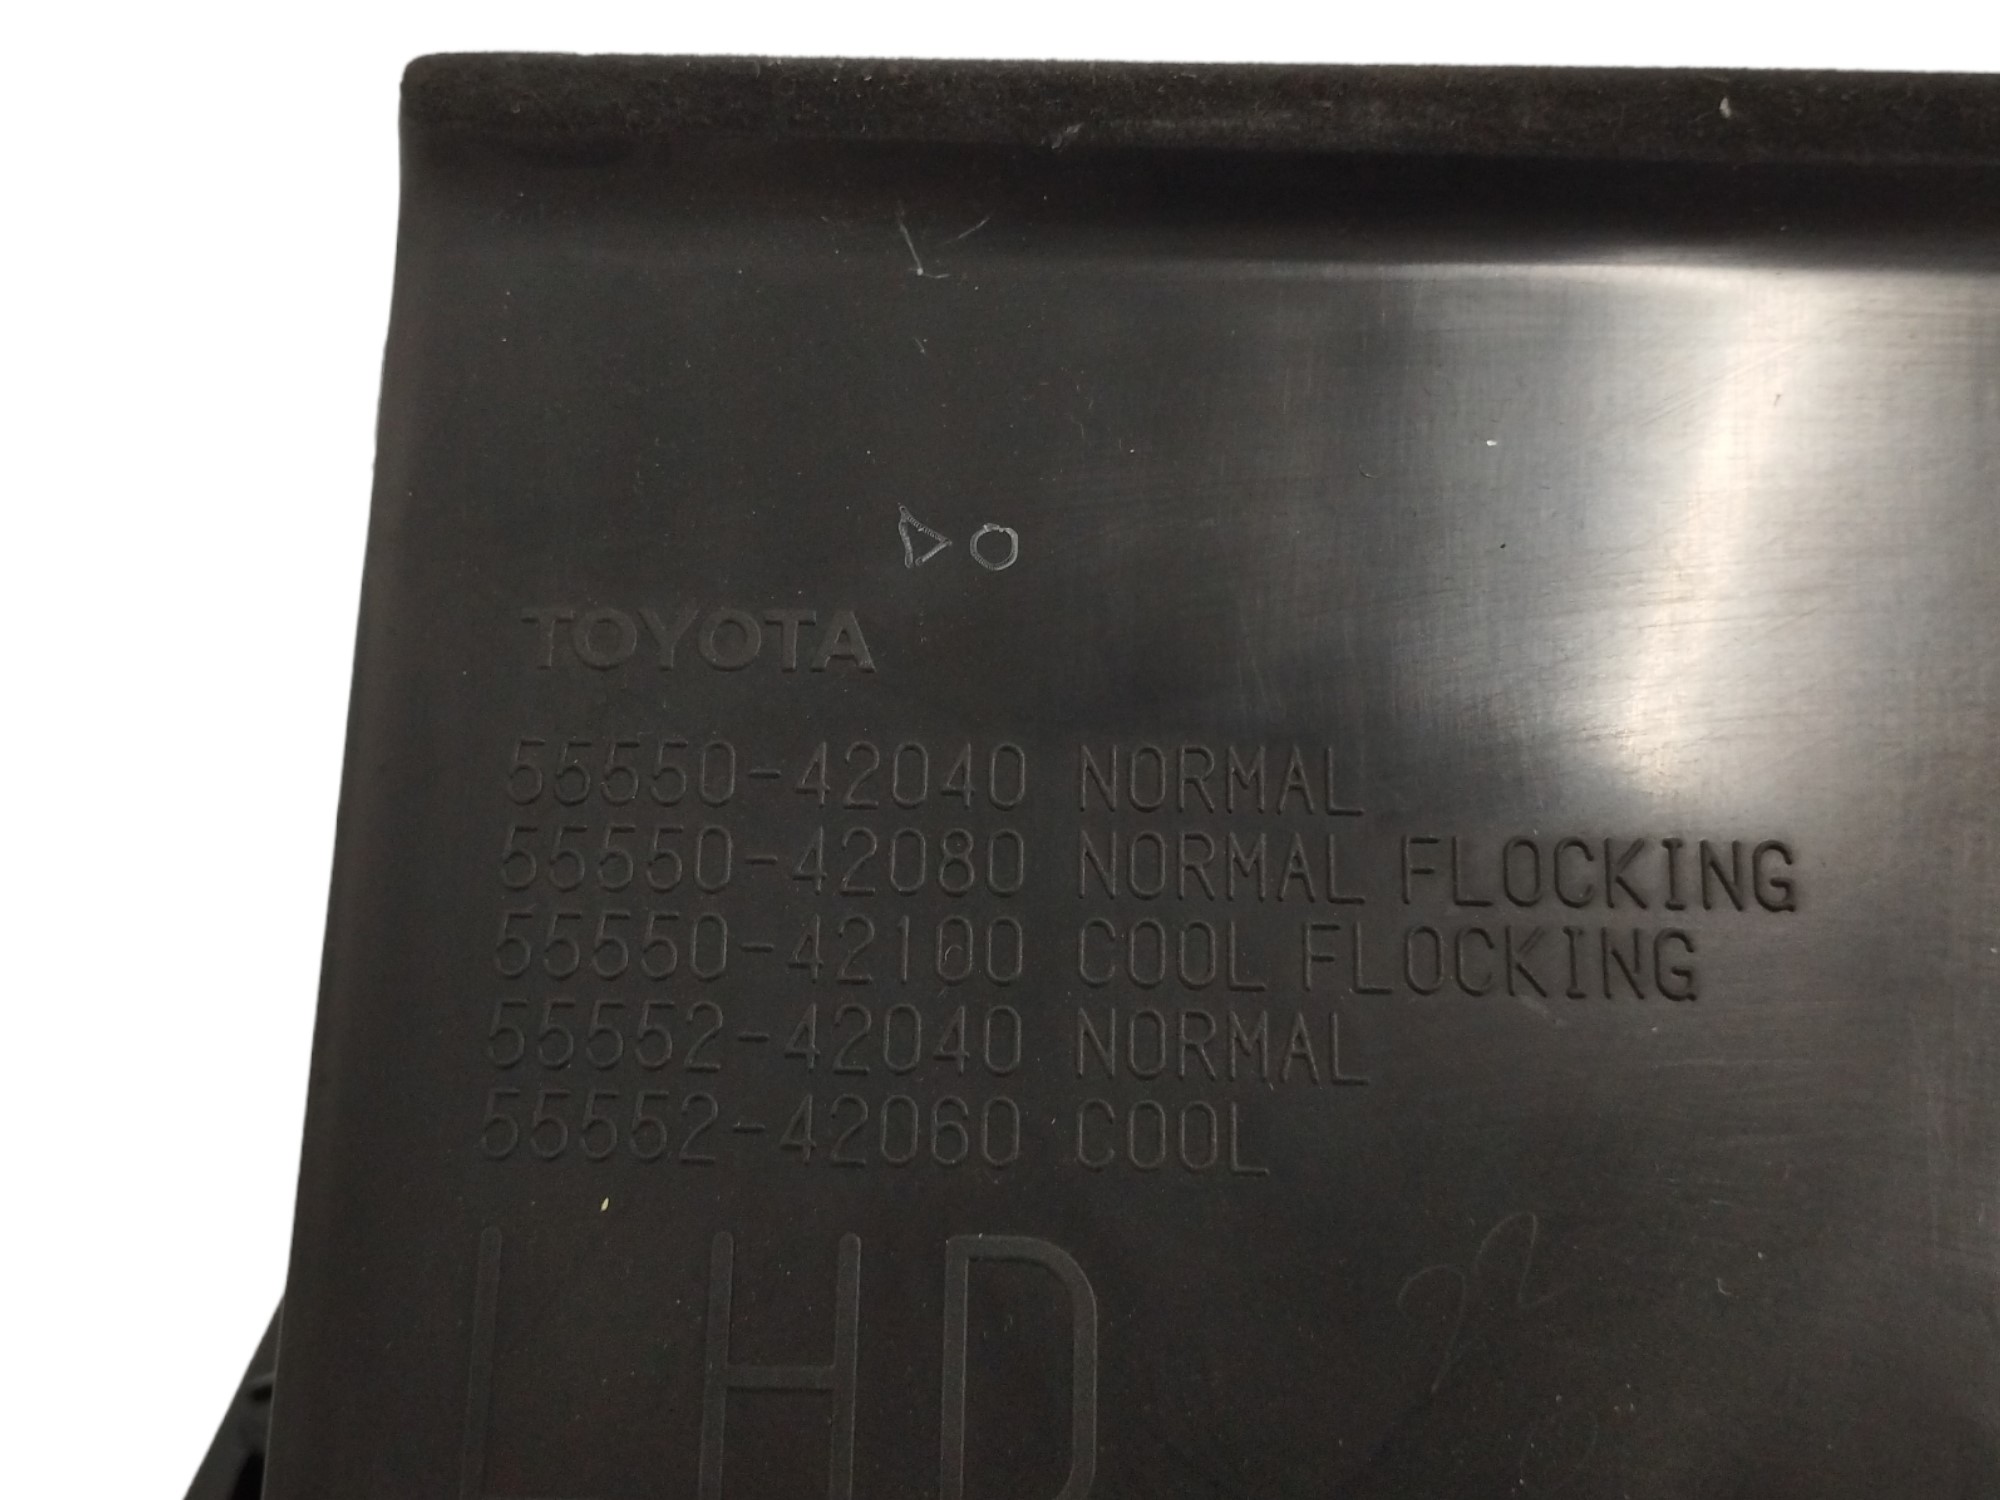 TOYOTA
55550-42040 NORMAL
55550-42080 NORMAL FLOCKING
55550-42100 COOL FLOCKING
55552-42040 NORMAL
55552-42060 COOL
LHD